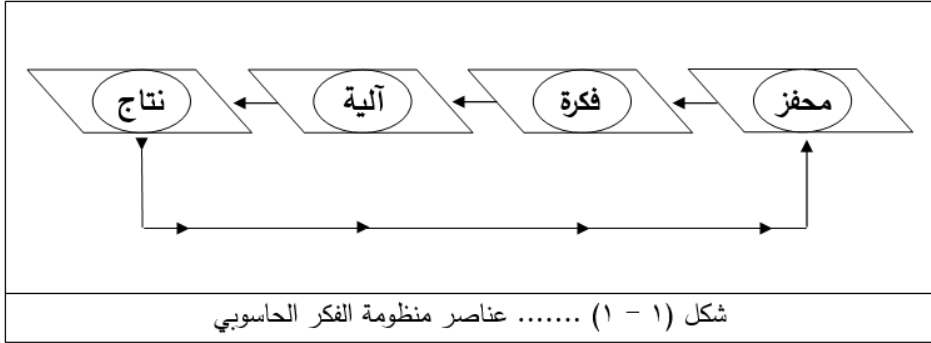 محفز
فكرة
آلية
نتاج
شكل (١ - ١) ....... عناصر منظومة الفكر الحاسوبي